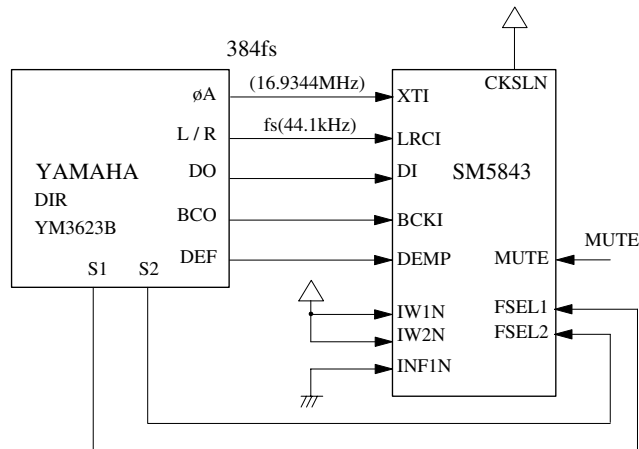 384fs
øA
(16.9344MHz)
XTI
CKSLN
L / R
fs(44.1kHz)
LRCI
YAMAHA
DIR
YM3623B
DO
DI
SM5843
BCO
BCKI
DEF
DEMP
MUTE
MUTE
S1
S2
IW1N
IW2N
INF1N
FSEL1
FSEL2